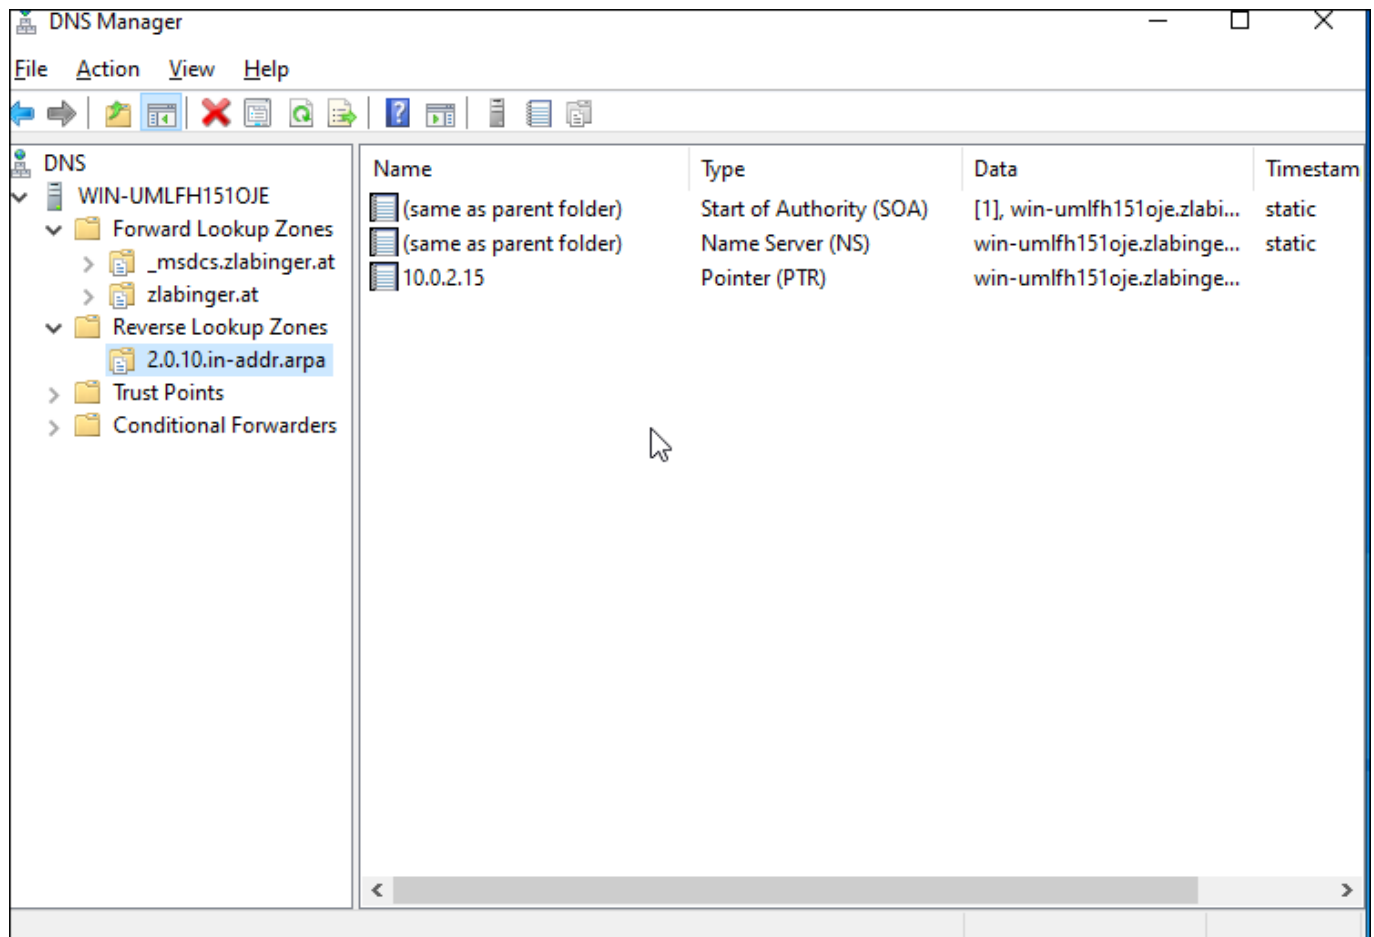 DNS Manager
File Action View Help
DNS
WIN-UMLFH151OJE
Forward Lookup Zones
_msdcs.zlabinger.at
zlabinger.at
Reverse Lookup Zones
2.0.10.in-addr.arpa
Trust Points
Conditional Forwarders
Name Type Data Timestam
(same as parent folder) Start of Authority (SOA) [1], win-umlfh151oje.zlabi... static
(same as parent folder) Name Server (NS) win-umlfh151oje.zlabinge... static
10.0.2.15 Pointer (PTR) win-umlfh151oje.zlabinge...